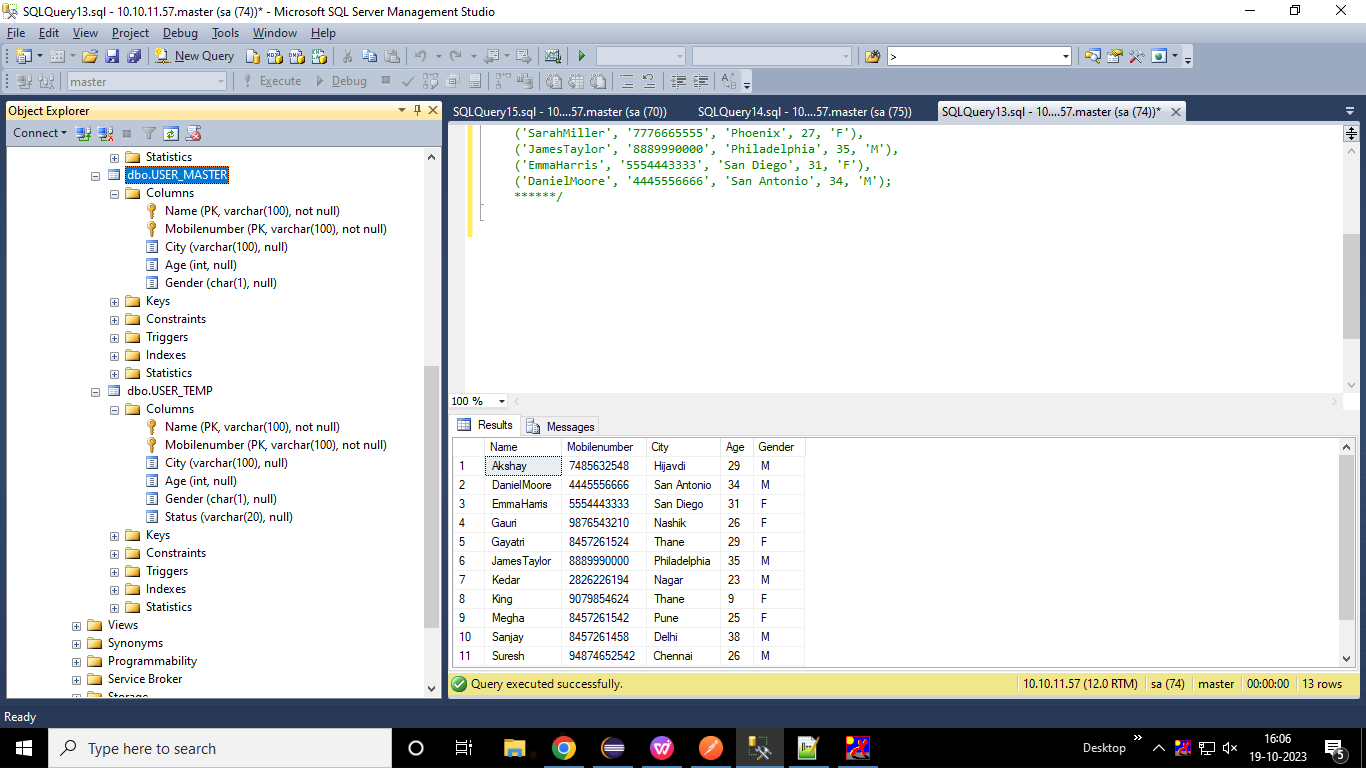 SQLQuery13.sql - 10.10.11.57.master (sa (74))* - Microsoft SQL Server Management Studio
File Edit View Project Debug Tools Window Help
New Query
>
master
Execute
Debug
Object Explorer
Connect
Statistics
dbo.USER_MASTER
Columns
Name (PK, varchar(100), not null)
Mobilenumber (PK, varchar(100), not null)
City (varchar(100), null)
Age (int, null)
Gender (char(1), null)
Keys
Constraints
Triggers
Indexes
Statistics
dbo.USER_TEMP
Columns
Name (PK, varchar(100), not null)
Mobilenumber (PK, varchar(100), not null)
City (varchar(100), null)
Age (int, null)
Gender (char(1), null)
Status (varchar(20), null)
Keys
Constraints
Triggers
Indexes
Statistics
Views
Synonyms
Programmability
Service Broker
Storage
SQLQuery15.sql - 10....57.master (sa (70)) SQLQuery14.sql - 10....57.master (sa (75)) SQLQuery13.sql - 10....57.master (sa (74))*
('SarahMiller', '7776665555', 'Phoenix', 27, 'F'),
('JamesTaylor', '8889990000', 'Philadelphia', 35, 'M'),
('EmmaHarris', '5554443333', 'San Diego', 31, 'F'),
('DanielMoore', '4445556666', 'San Antonio', 34, 'M');
******/
100 %
Results Messages
Name Mobilenumber City Age Gender
1 Akshay 7485632548 Hijavdi 29 M
2 DanielMoore 4445556666 San Antonio 34 M
3 EmmaHarris 5554443333 San Diego 31 F
4 Gauri 9876543210 Nashik 26 F
5 Gayatri 8457261524 Thane 29 F
6 JamesTaylor 8889990000 Philadelphia 35 M
7 Kedar 2826226194 Nagar 23 M
8 King 9079854624 Thane 9 F
9 Megha 8457261542 Pune 25 F
10 Sanjay 8457261458 Delhi 38 M
11 Suresh 94874652542 Chennai 26 M
Query executed successfully. 10.10.11.57 (12.0 RTM) sa (74) master 00:00:00 13 rows
Ready
Type here to search
Desktop
16:06
19-10-2023
5